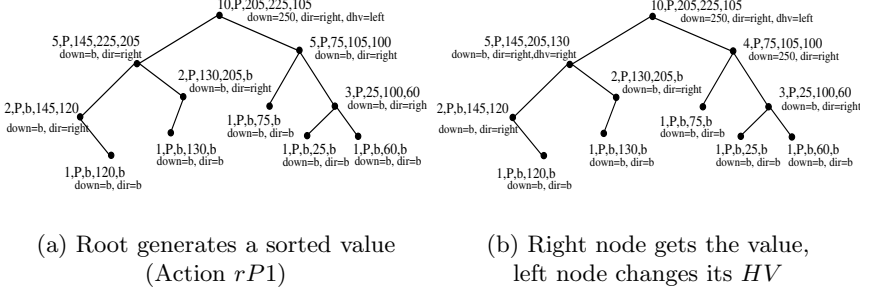 10,P,205,225,105
down=250, dir=right, dhv=left
5,P,145,225,205
down=b, dir=right
5,P,75,105,100
down=b, dir=right
2,P,130,205,b
down=b, dir=right
3,P,25,100,60
down=b, dir=righ
2,P,b,145,120
down=b, dir=right
1,P,b,75,b
down=b, dir=b
1,P,b,130,b
down=b, dir=b
1,P,b,25,b
down=b, dir=b
1,P,b,60,b
down=b, dir=b
1,P,b,120,b
down=b, dir=b
(a) Root generates a sorted value
(Action rP1)
10,P,205,225,105
down=250, dir=right, dhv=left
5,P,145,205,130
down=b, dir=right,dhv=right
4,P,75,105,100
down=250, dir=right
2,P,130,205,b
down=b, dir=right
3,P,25,100,60
down=b, dir=right
2,P,b,145,120
down=b, dir=right
1,P,b,75,b
down=b, dir=b
1,P,b,130,b
down=b, dir=b
1,P,b,25,b
down=b, dir=b
1,P,b,60,b
down=b, dir=b
1,P,b,120,b
down=b, dir=b
(b) Right node gets the value,
left node changes its HV